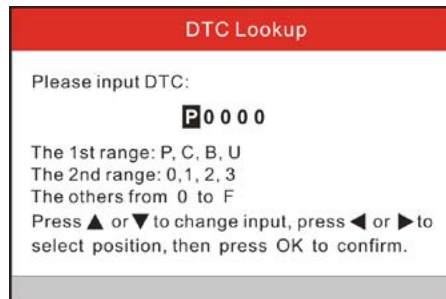 DTC Lookup
Please input DTC:
P0000
The 1st range: P, C, B, U
The 2nd range: 0,1, 2, 3
The others from 0 to F
Press ▲ or ▼ to change input, press ◀ or ▶ to
select position, then press OK to confirm.